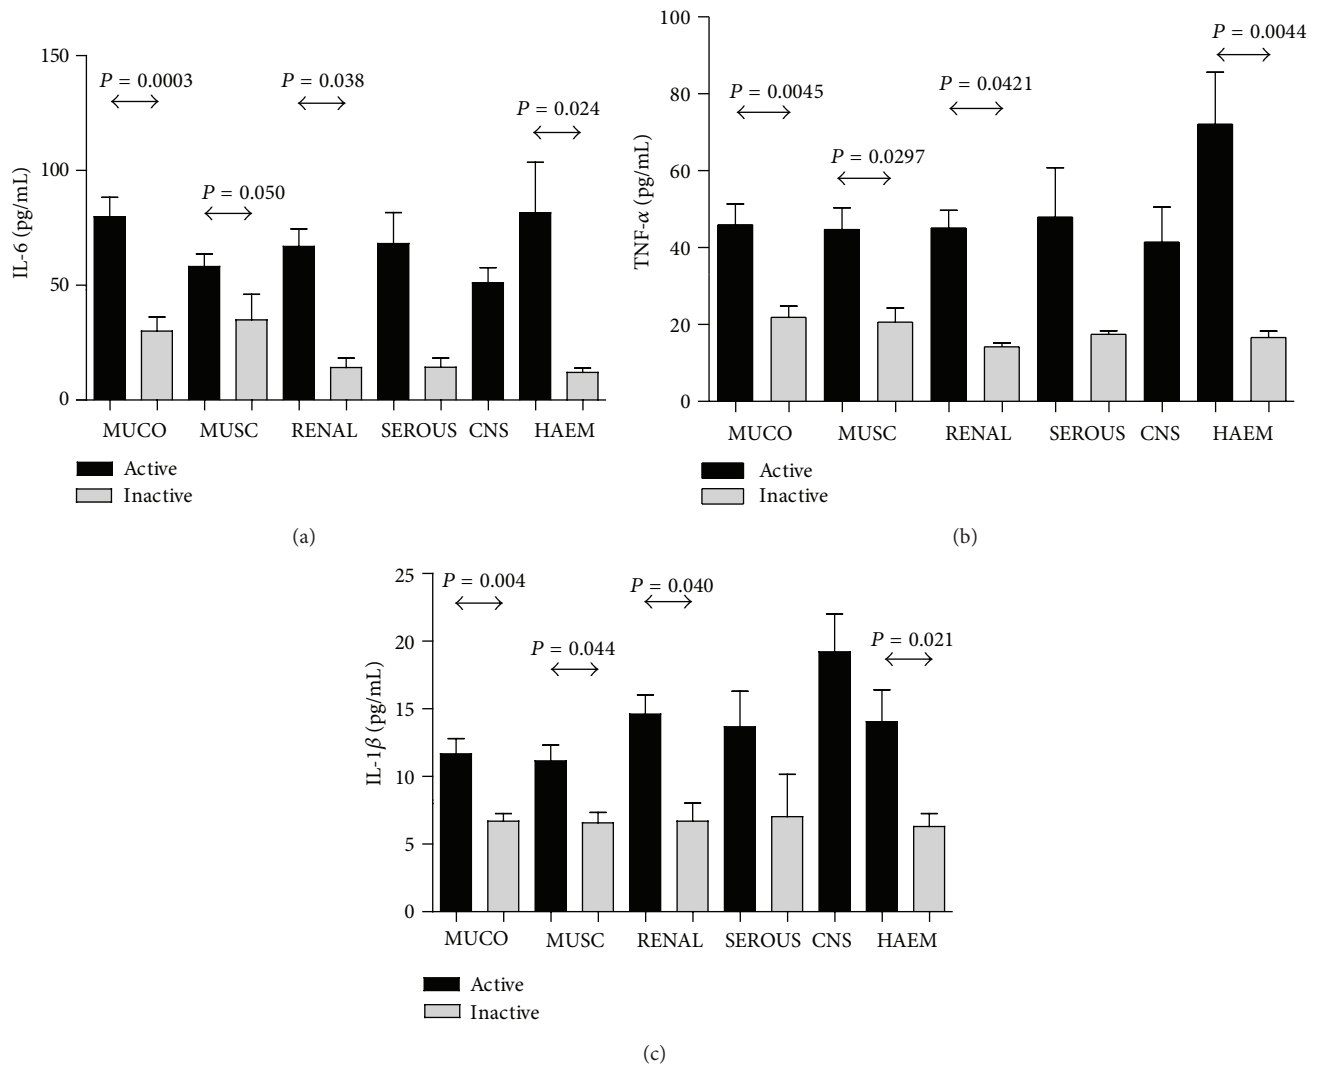 150
100
50
0
IL-6 (pg/mL)
P = 0.0003
P = 0.050
P = 0.038
P = 0.024
MUCO MUSC RENAL SEROUS CNS HAEM
Active
Inactive
(a)
100
80
60
40
20
0
TNF-α (pg/mL)
P = 0.0045
P = 0.0297
P = 0.0421
P = 0.0044
MUCO MUSC RENAL SEROUS CNS HAEM
Active
Inactive
(b)
25
20
15
10
5
0
IL-1β (pg/mL)
P = 0.004
P = 0.044
P = 0.040
P = 0.021
MUCO MUSC RENAL SEROUS CNS HAEM
Active
Inactive
(c)